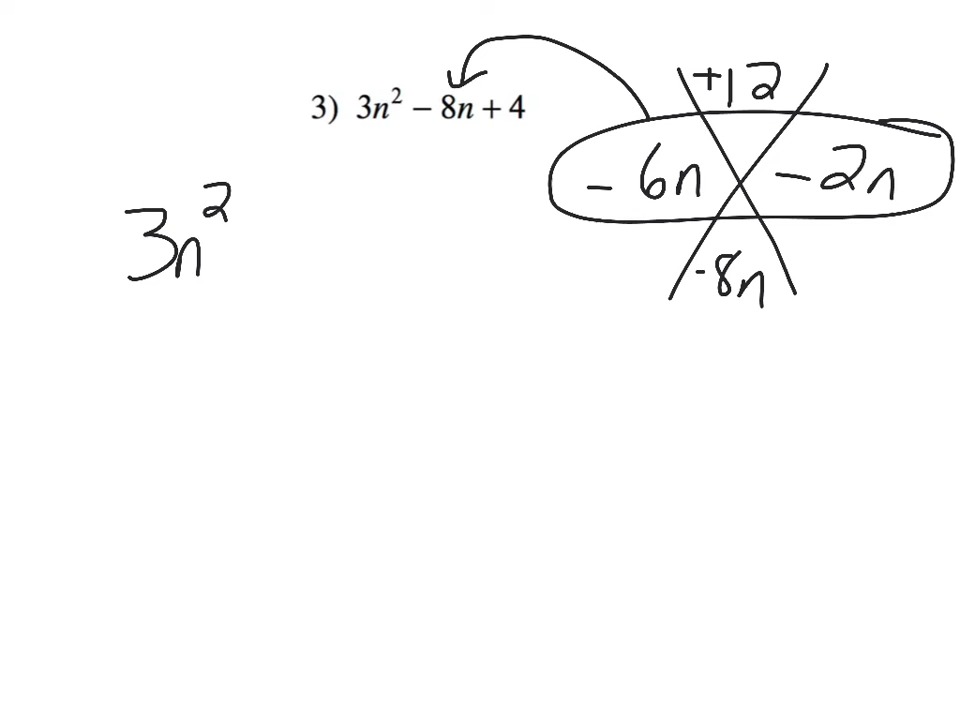 3) 3n² − 8n + 4
+12
- 6n - 2n
-8n
3n²